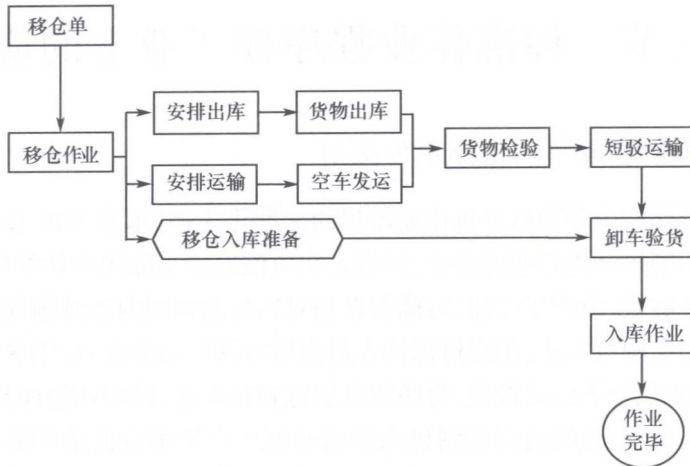 移仓单
安排出库
货物出库
移仓作业
货物检验
短驳运输
安排运输
空车发运
移仓入库准备
卸车验货
入库作业
作业
完毕